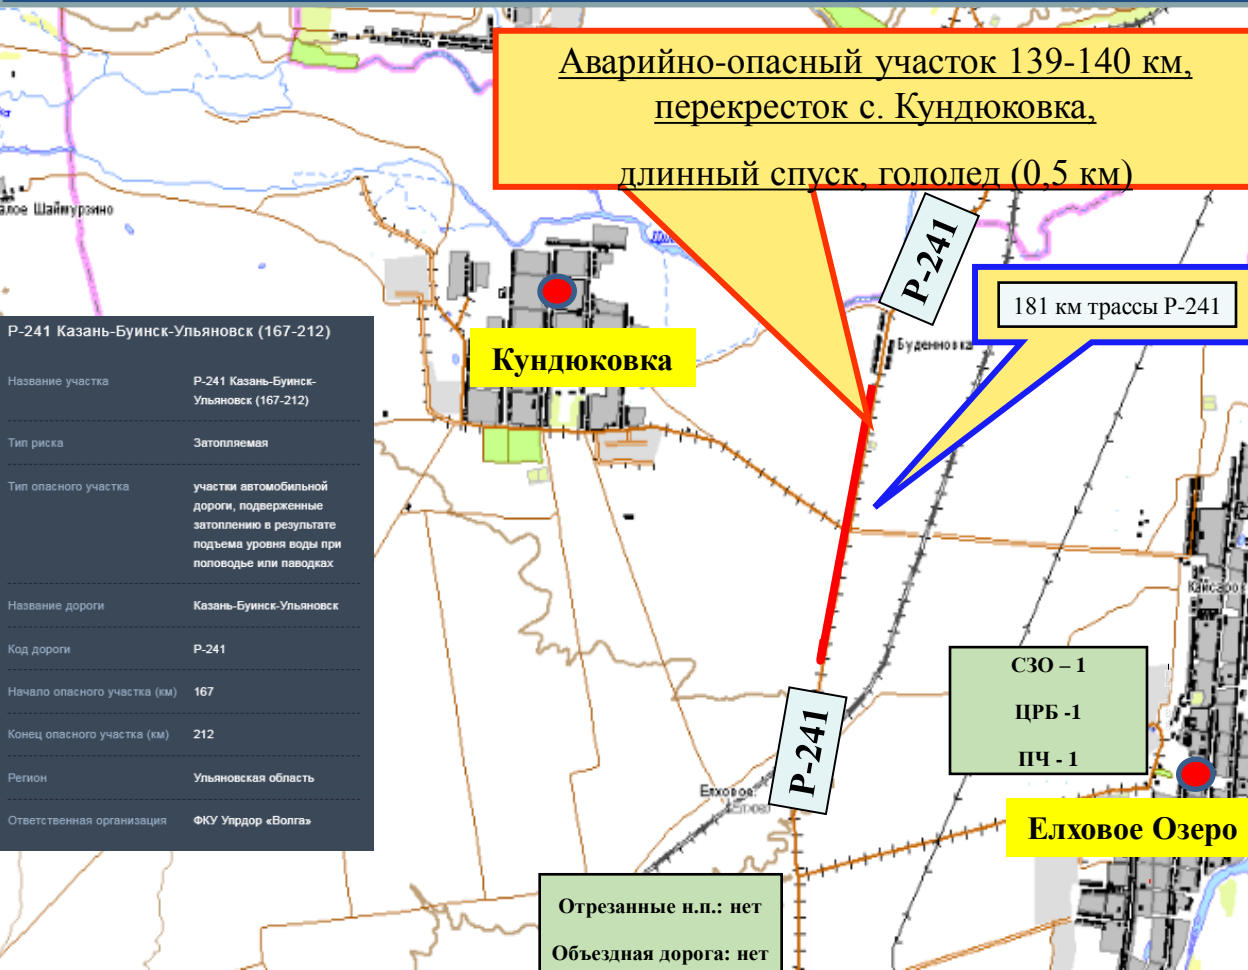 Аварийно-опасный участок 139-140 км,
перекресток с. Кундюковка,
длинный спуск, гололед (0,5 км)
Р-241
181 км трассы Р-241
Шаймурзино
Буденновка
Кундюковка
Р-241 Казань-Буинск-Ульяновск (167-212)
Название участка
Р-241 Казань-Буинск-
Ульяновск (167-212)
Тип риска
Затопляемая
Тип опасного участка
участки автомобильной
дороги, подверженные
затоплению в результате
подъема уровня воды при
половодье или паводках
Название дороги
Казань-Буинск-Ульяновск
Код дороги
Р-241
Начало опасного участка (км)
167
Конец опасного участка (км)
212
Регион
Ульяновская область
Ответственная организация
ФКУ Упрдор «Волга»
СЗО – 1
ЦРБ -1
ПЧ - 1
Р-241
Елховое
Елховое Озеро
Отрезанные н.п.: нет
Объездная дорога: нет